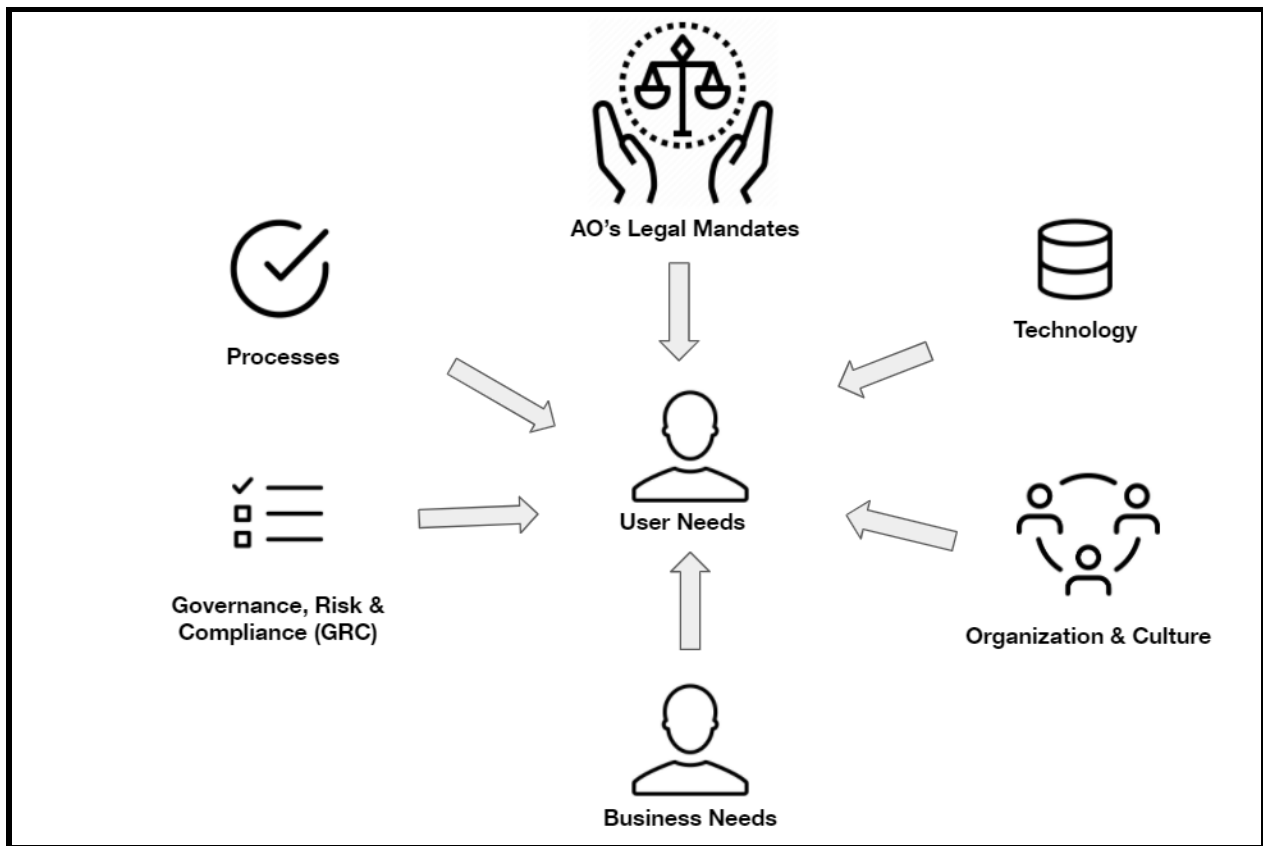 AO's Legal Mandates
Processes
Technology
User Needs
Governance, Risk &
Compliance (GRC)
Organization & Culture
Business Needs